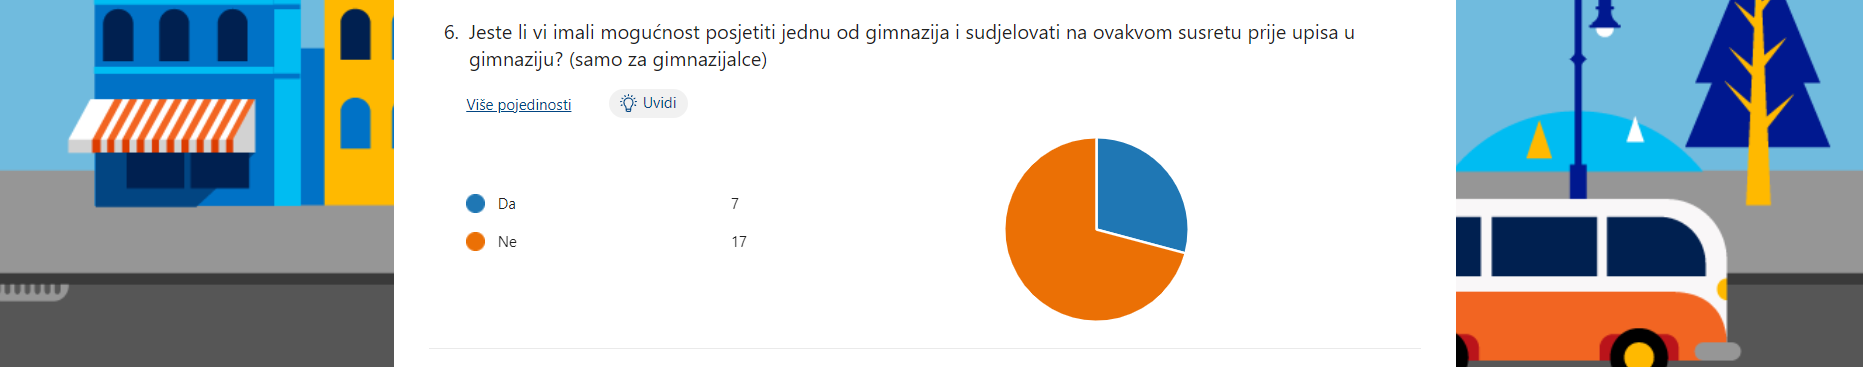 6. Jeste li vi imali mogućnost posjetiti jednu od gimnazija i sudjelovati na ovakvom susretu prije upisa u
gimnaziju? (samo za gimnazijalce)
Više pojedinosti
Uvidi
Da 7
Ne 17